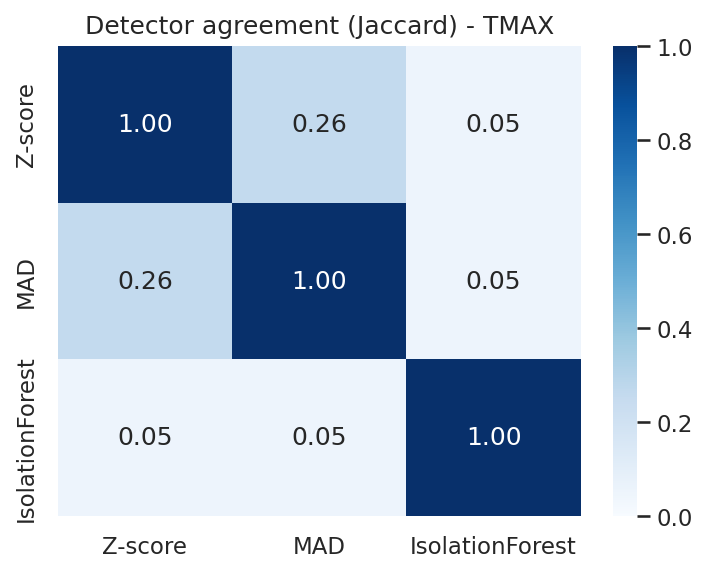 Detector agreement (Jaccard) - TMAX
Z-score
1.00
0.26
0.05
MAD
0.26
1.00
0.05
IsolationForest
0.05
0.05
1.00
Z-score
MAD
IsolationForest
1.0
0.8
0.6
0.4
0.2
0.0